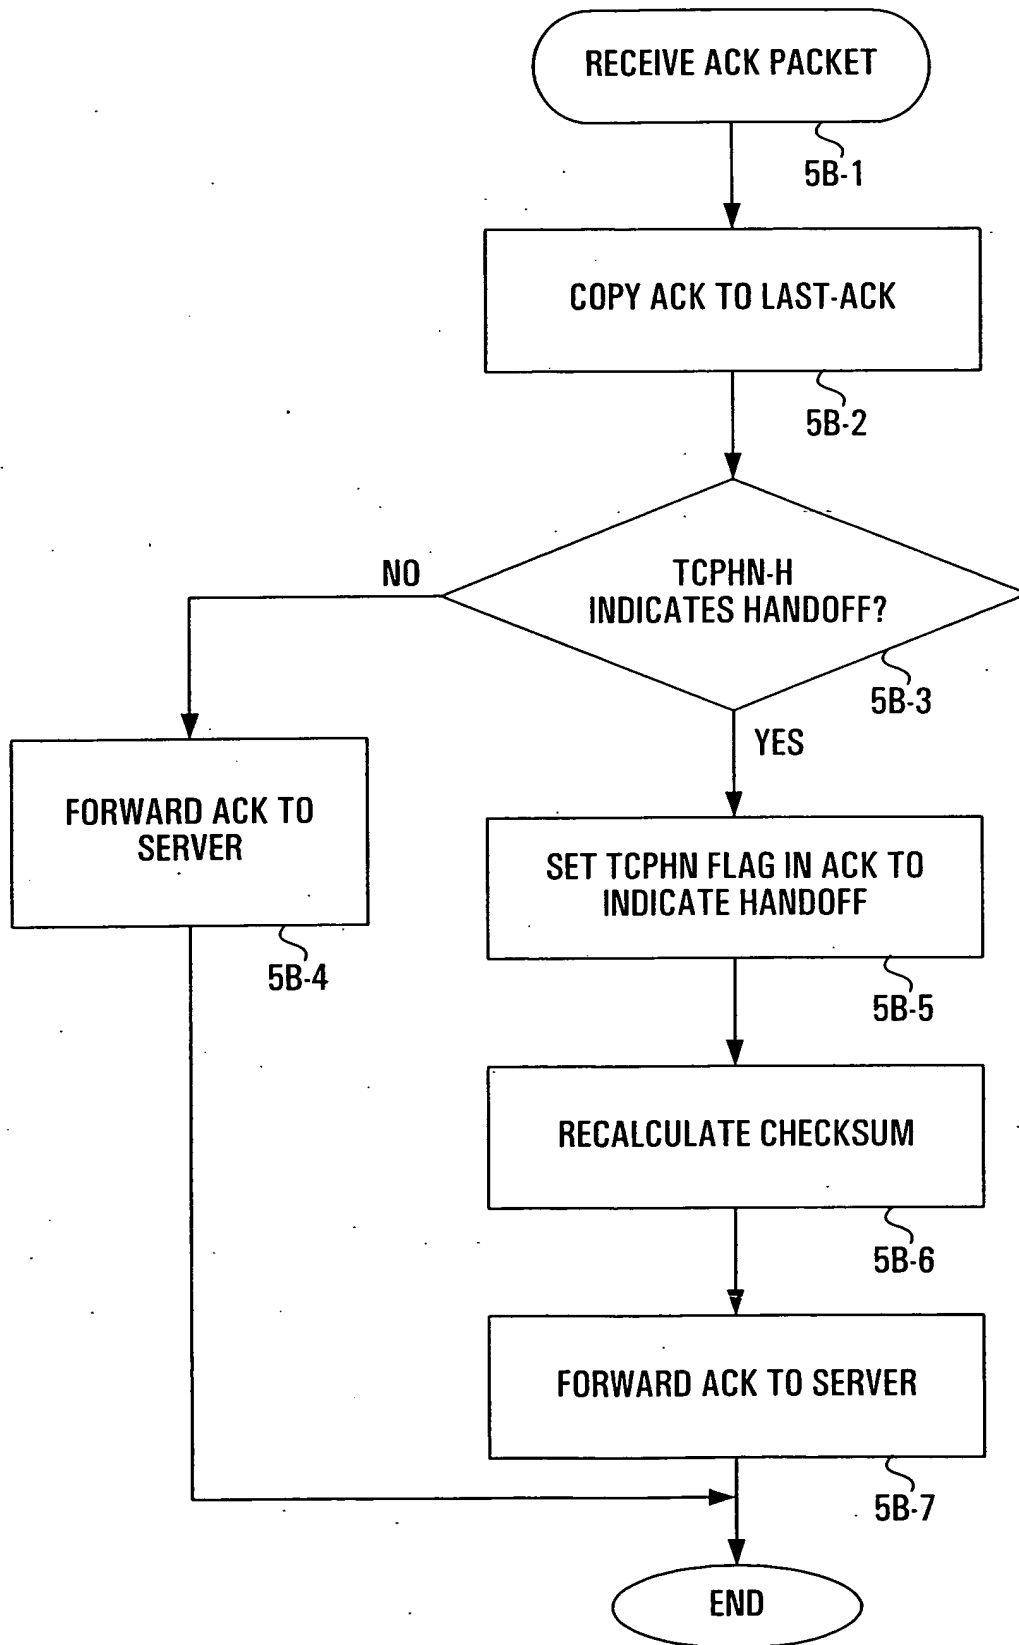 RECEIVE ACK PACKET
5B-1
COPY ACK TO LAST-ACK
5B-2
TCPHN-H
INDICATES HANDOFF?
5B-3
NO
YES
FORWARD ACK TO
SERVER
5B-4
SET TCPHN FLAG IN ACK TO
INDICATE HANDOFF
5B-5
RECALCULATE CHECKSUM
5B-6
FORWARD ACK TO SERVER
5B-7
END